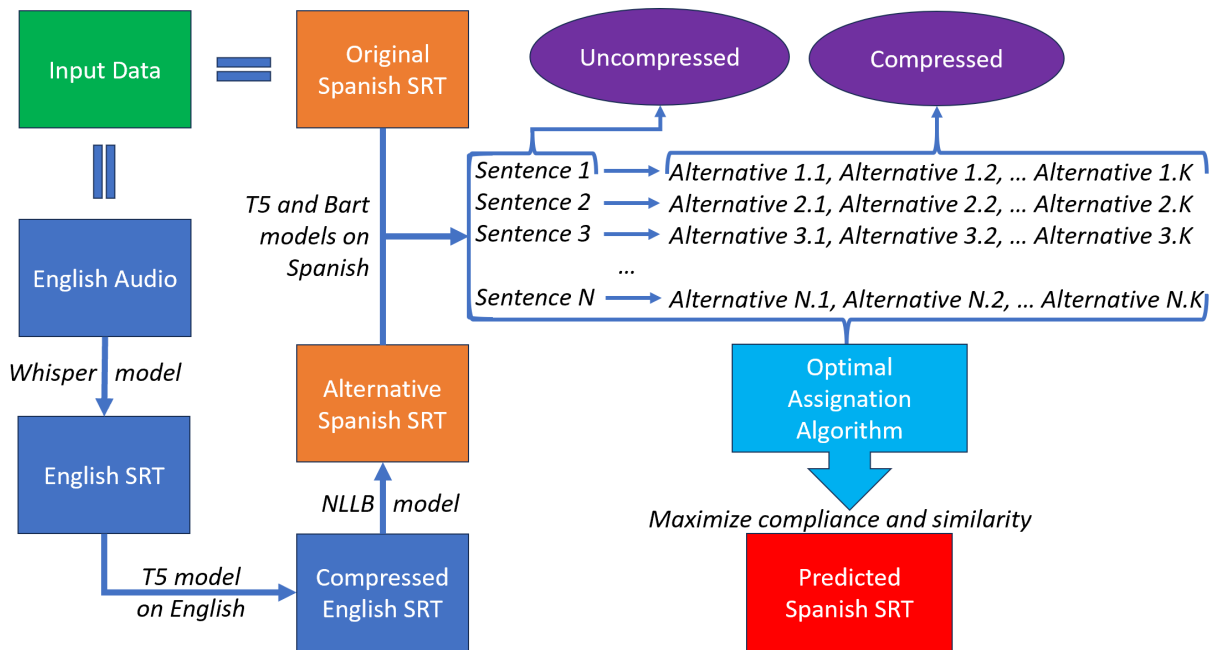 Input Data
Original
Spanish SRT
Uncompressed
Compressed
Sentence 1
Alternative 1.1, Alternative 1.2, ... Alternative 1.K
Sentence 2
Alternative 2.1, Alternative 2.2, ... Alternative 2.K
Sentence 3
Alternative 3.1, Alternative 3.2, ... Alternative 3.K
...
Sentence N
Alternative N.1, Alternative N.2, ... Alternative N.K
T5 and Bart
models on
Spanish
English Audio
Whisper model
English SRT
T5 model
on English
Compressed
English SRT
NLLB model
Alternative
Spanish SRT
Optimal
Assignation
Algorithm
Maximize compliance and similarity
Predicted
Spanish SRT